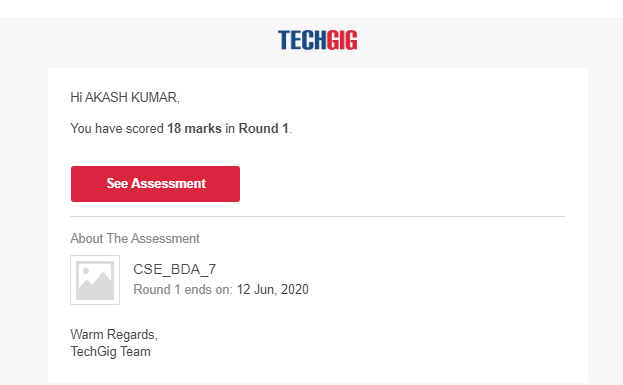 TECHGIG
Hi AKASH KUMAR,
You have scored 18 marks in Round 1.
See Assessment
About The Assessment
CSE_BDA_7
Round 1 ends on: 12 Jun, 2020
Warm Regards,
TechGig Team